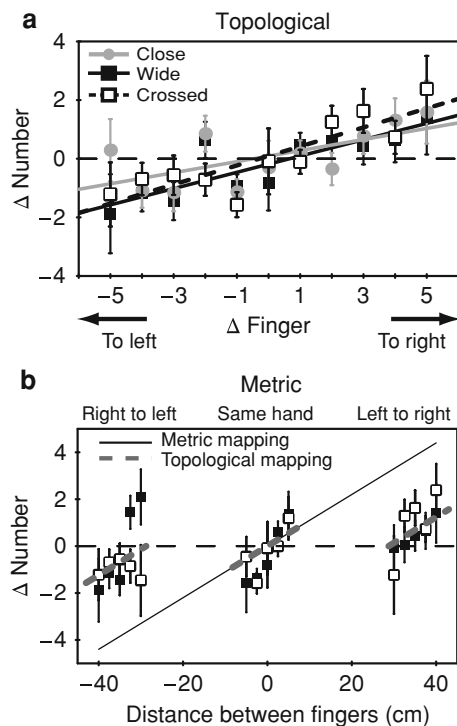 a
Topological
Close
Wide
Crossed
Δ Number
4
2
0
−2
−4
−5 −3 −1 1 3 5
Δ Finger
To left To right
b
Metric
Right to left Same hand Left to right
Metric mapping
Topological mapping
Δ Number
4
2
0
−2
−4
−40 −20 0 20 40
Distance between fingers (cm)